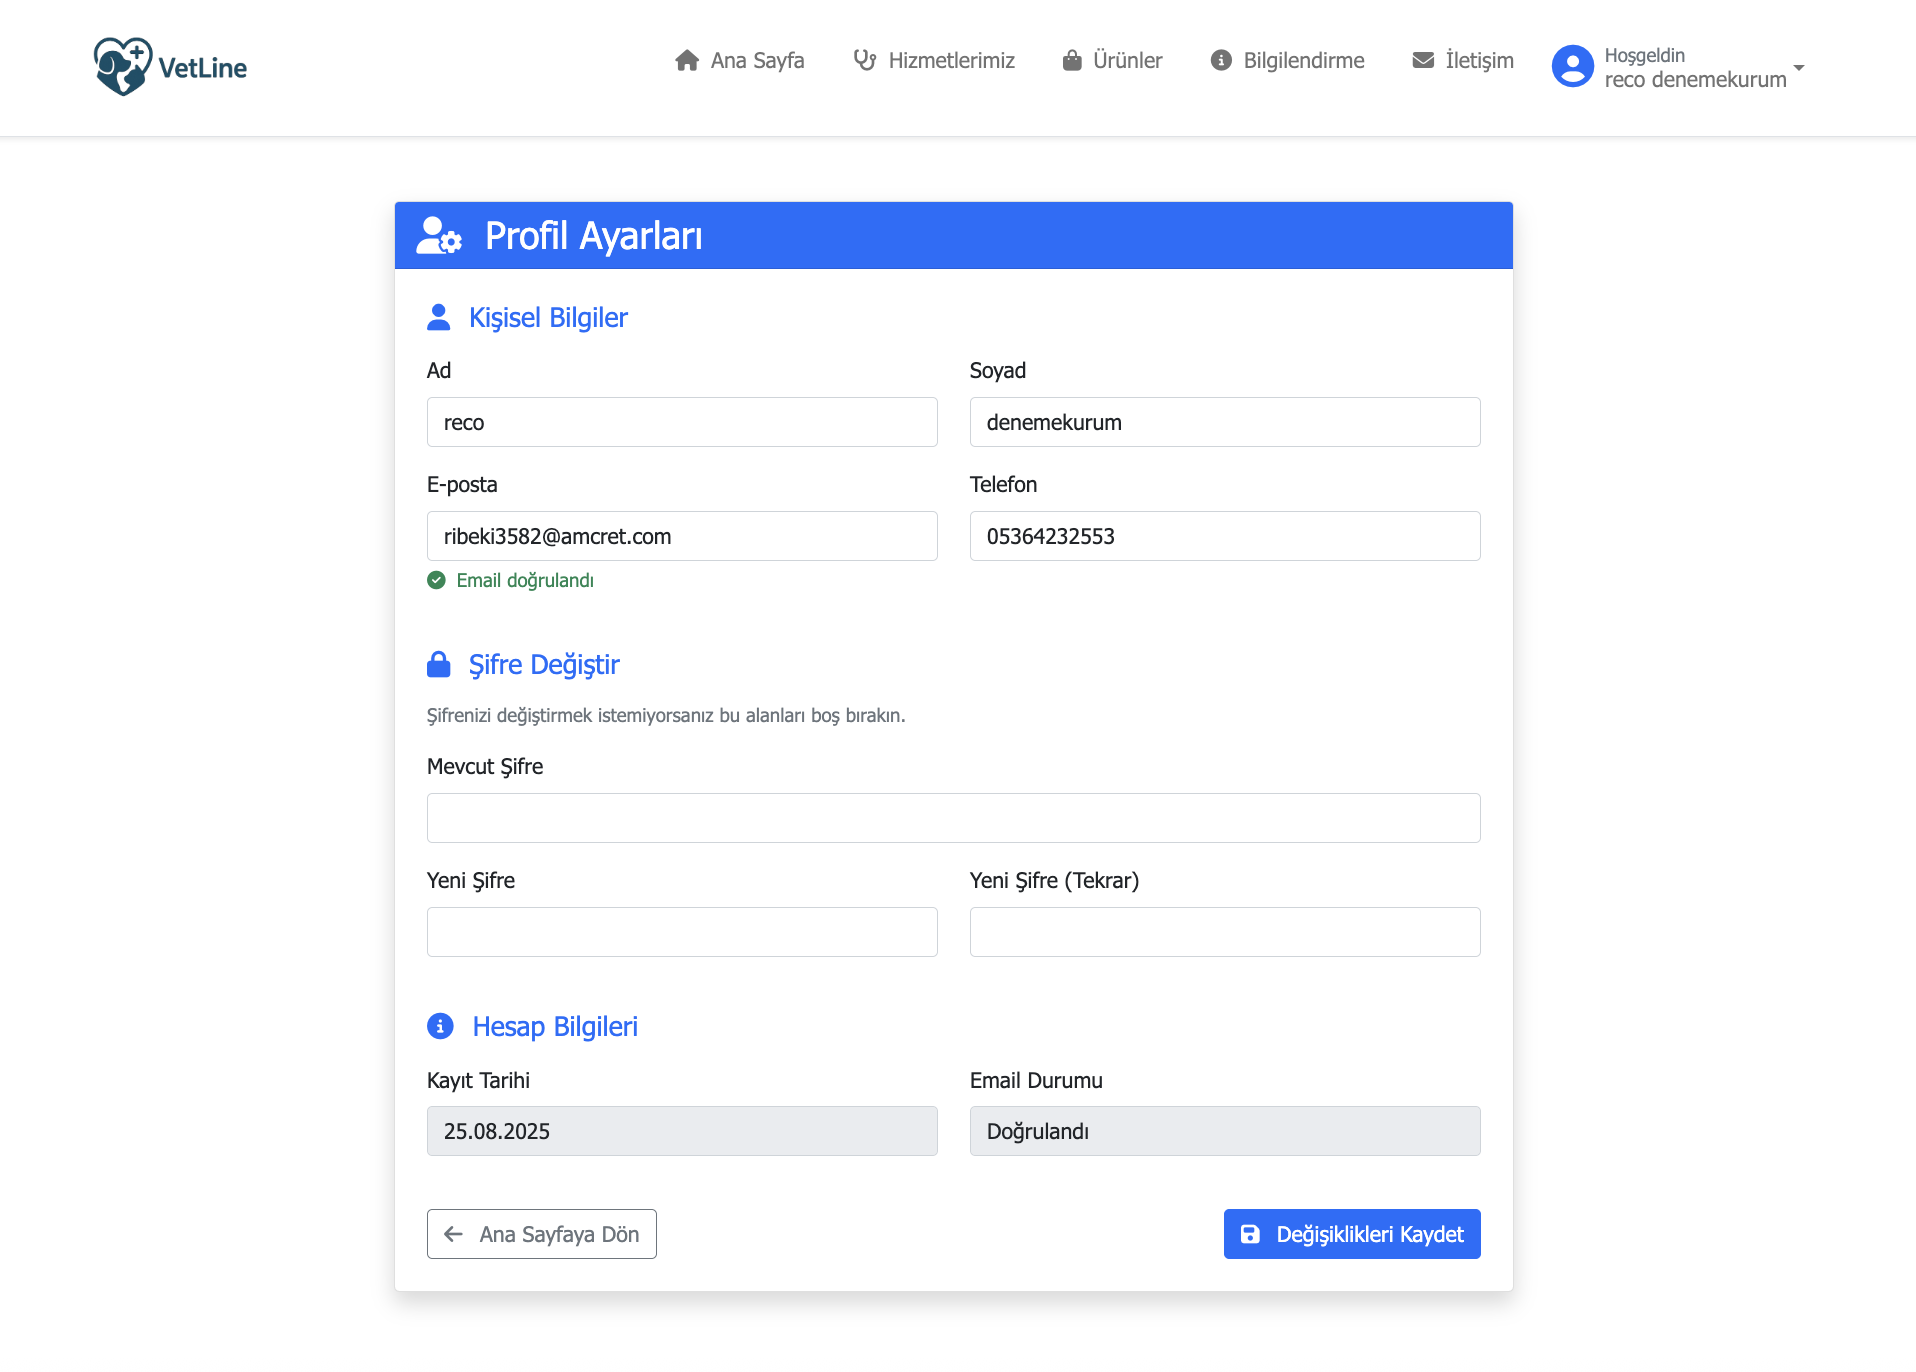 VetLine
Ana Sayfa
Hizmetlerimiz
Ürünler
Bilgilendirme
İletişim
Hoşgeldin
reco denemekurum
Profil Ayarları
Kişisel Bilgiler
Ad
Soyad
reco
denemekurum
E-posta
Telefon
ribeki3582@amcret.com
05364232553
Email doğrulandı
Şifre Değiştir
Şifrenizi değiştirmek istemiyorsanız bu alanları boş bırakın.
Mevcut Şifre
Yeni Şifre
Yeni Şifre (Tekrar)
Hesap Bilgileri
Kayıt Tarihi
Email Durumu
25.08.2025
Doğrulandı
Ana Sayfaya Dön
Değişiklikleri Kaydet